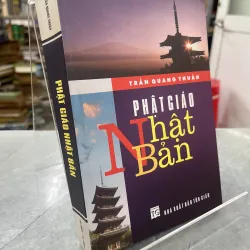 TRẦN QUANG THUẬN
PHẬT GIÁO
Nhật
Bản
NHÀ XUẤT BẢN TÔN GIÁO
PHẬT GIÁO NHẬT BẢN